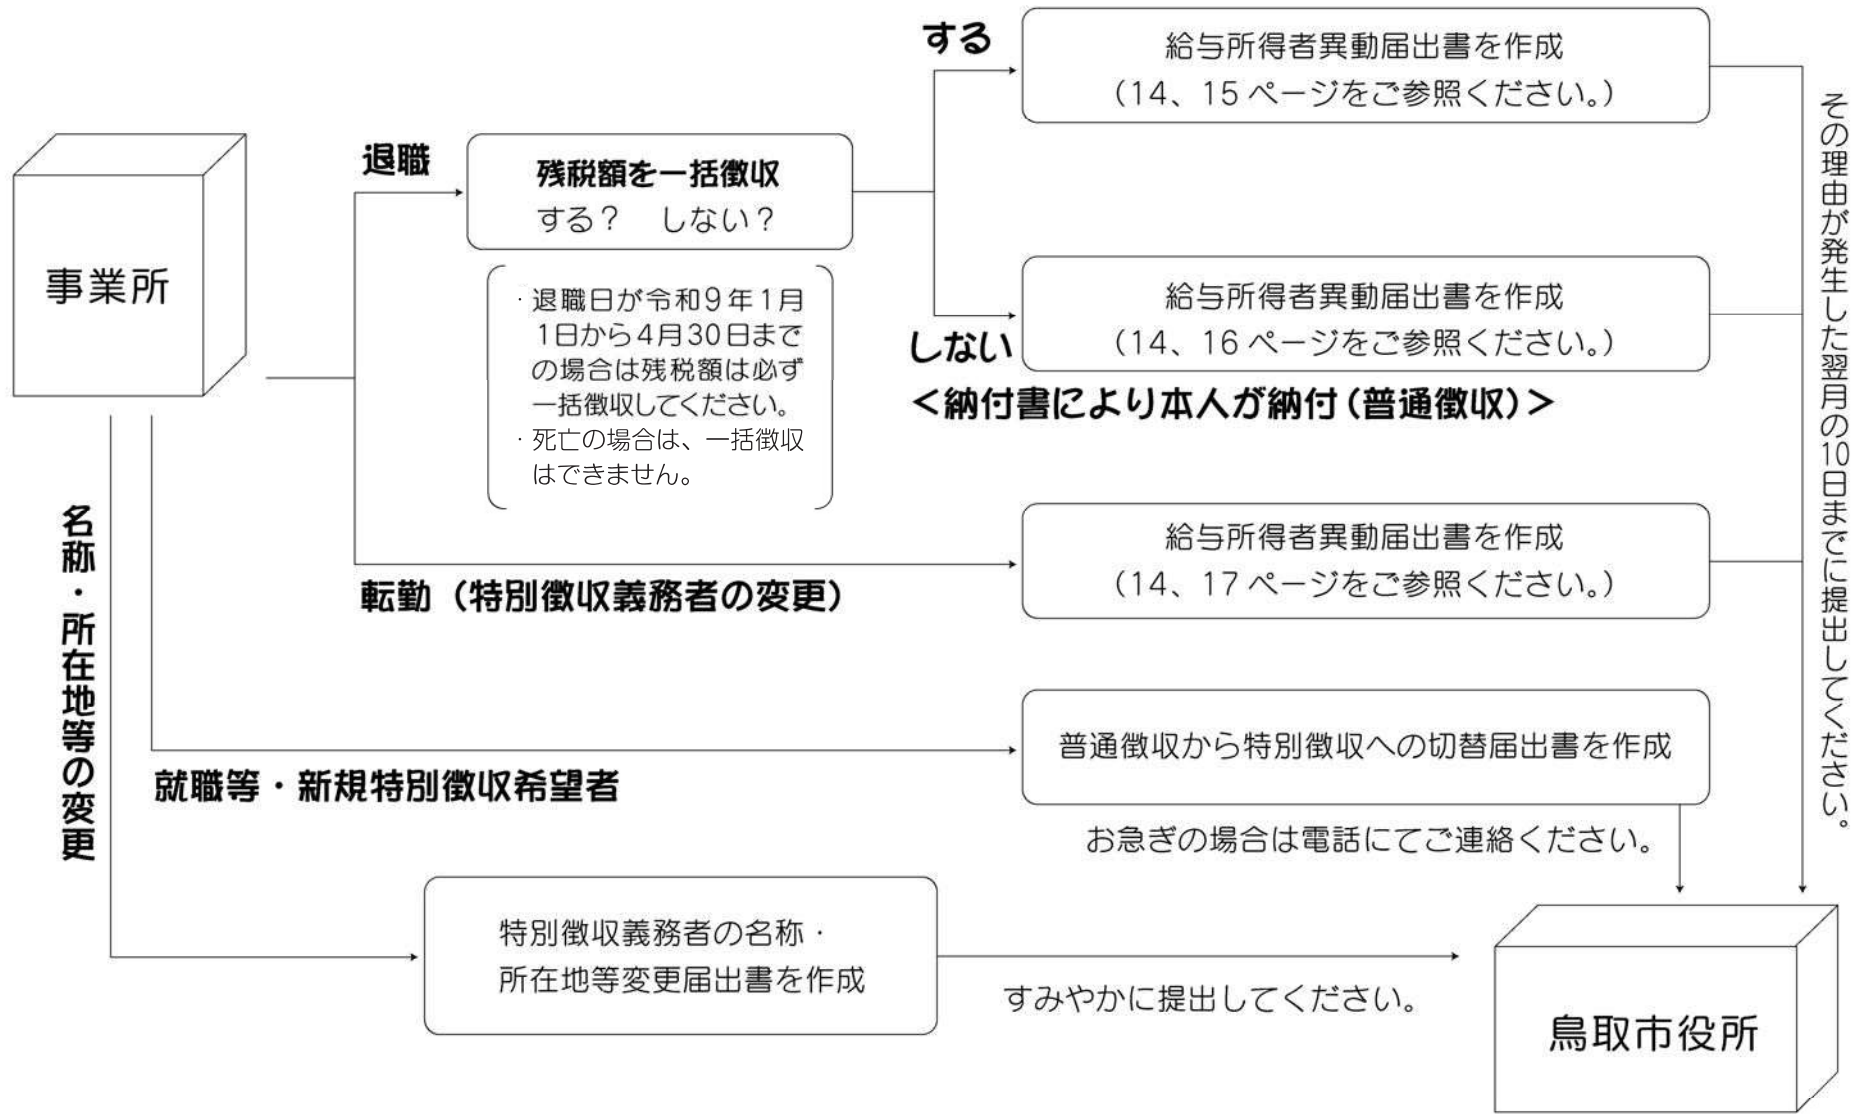 事業所
退職
残税額を一括徴収
する？　しない？
・退職日が令和9年1月
1日から4月30日まで
の場合は残税額は必ず
一括徴収してください。
・死亡の場合は、一括徴収
はできません。
する
給与所得者異動届出書を作成
（14、15ページをご参照ください。）
しない
給与所得者異動届出書を作成
（14、16ページをご参照ください。）
＜納付書により本人が納付（普通徴収）＞
転勤（特別徴収義務者の変更）
給与所得者異動届出書を作成
（14、17ページをご参照ください。）
その理由が発生した翌月の10日までに提出してください。
就職等・新規特別徴収希望者
普通徴収から特別徴収への切替届出書を作成
お急ぎの場合は電話にてご連絡ください。
名称・所在地等の変更
特別徴収義務者の名称・
所在地等変更届出書を作成
すみやかに提出してください。
鳥取市役所